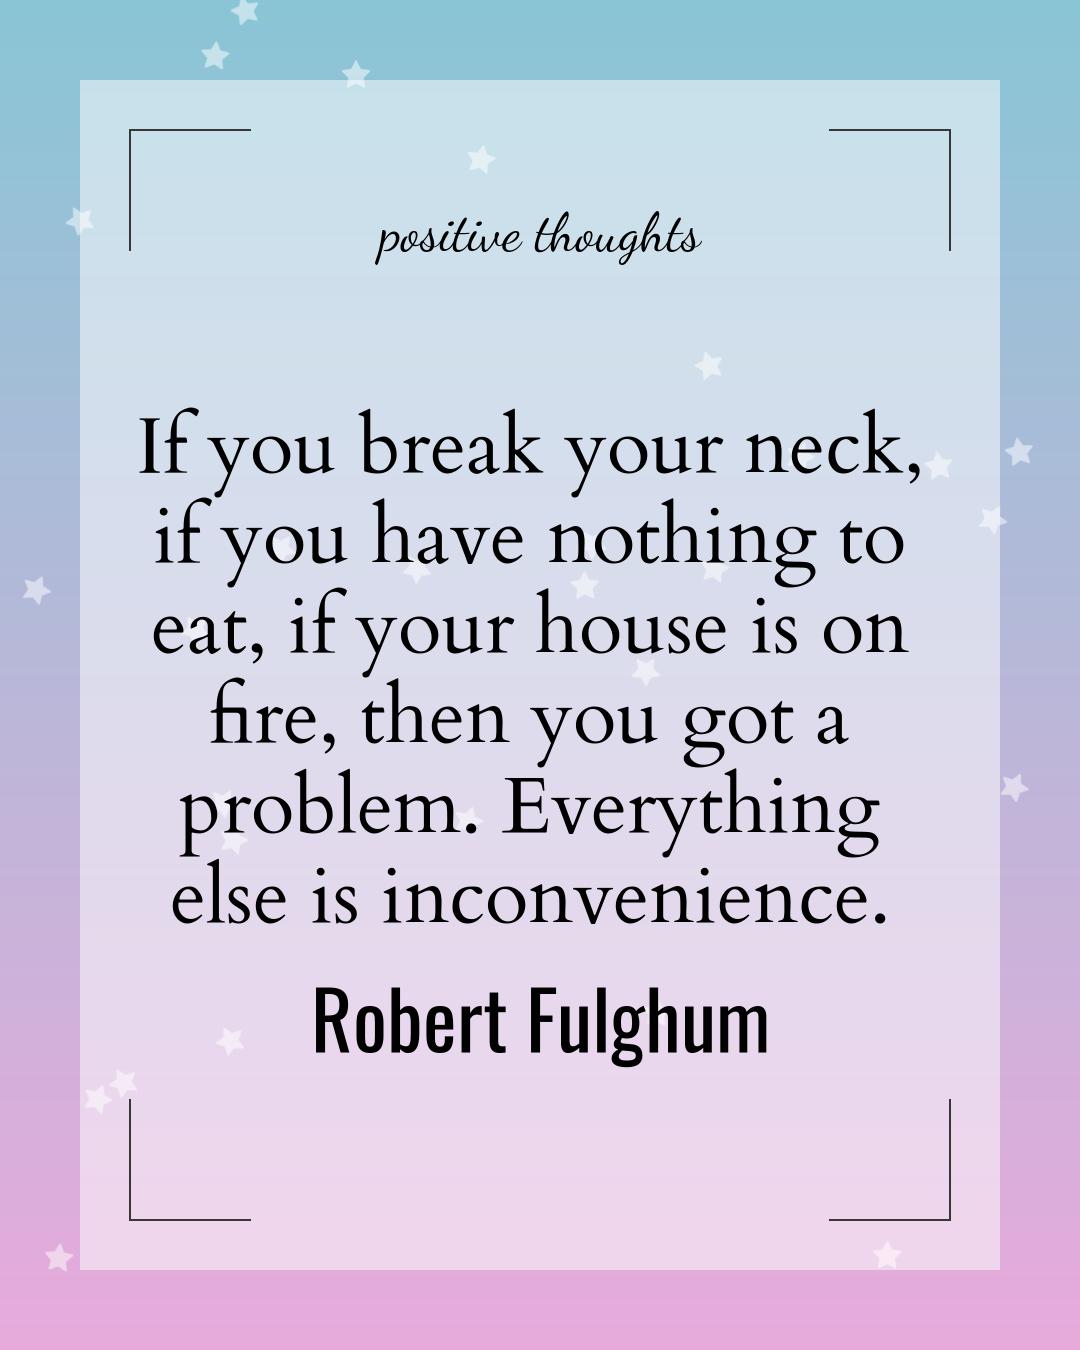 positive thoughts
If you break your neck,
if you have nothing to
eat, if your house is on
fire, then you got a
problem. Everything
else is inconvenience.
Robert Fulghum